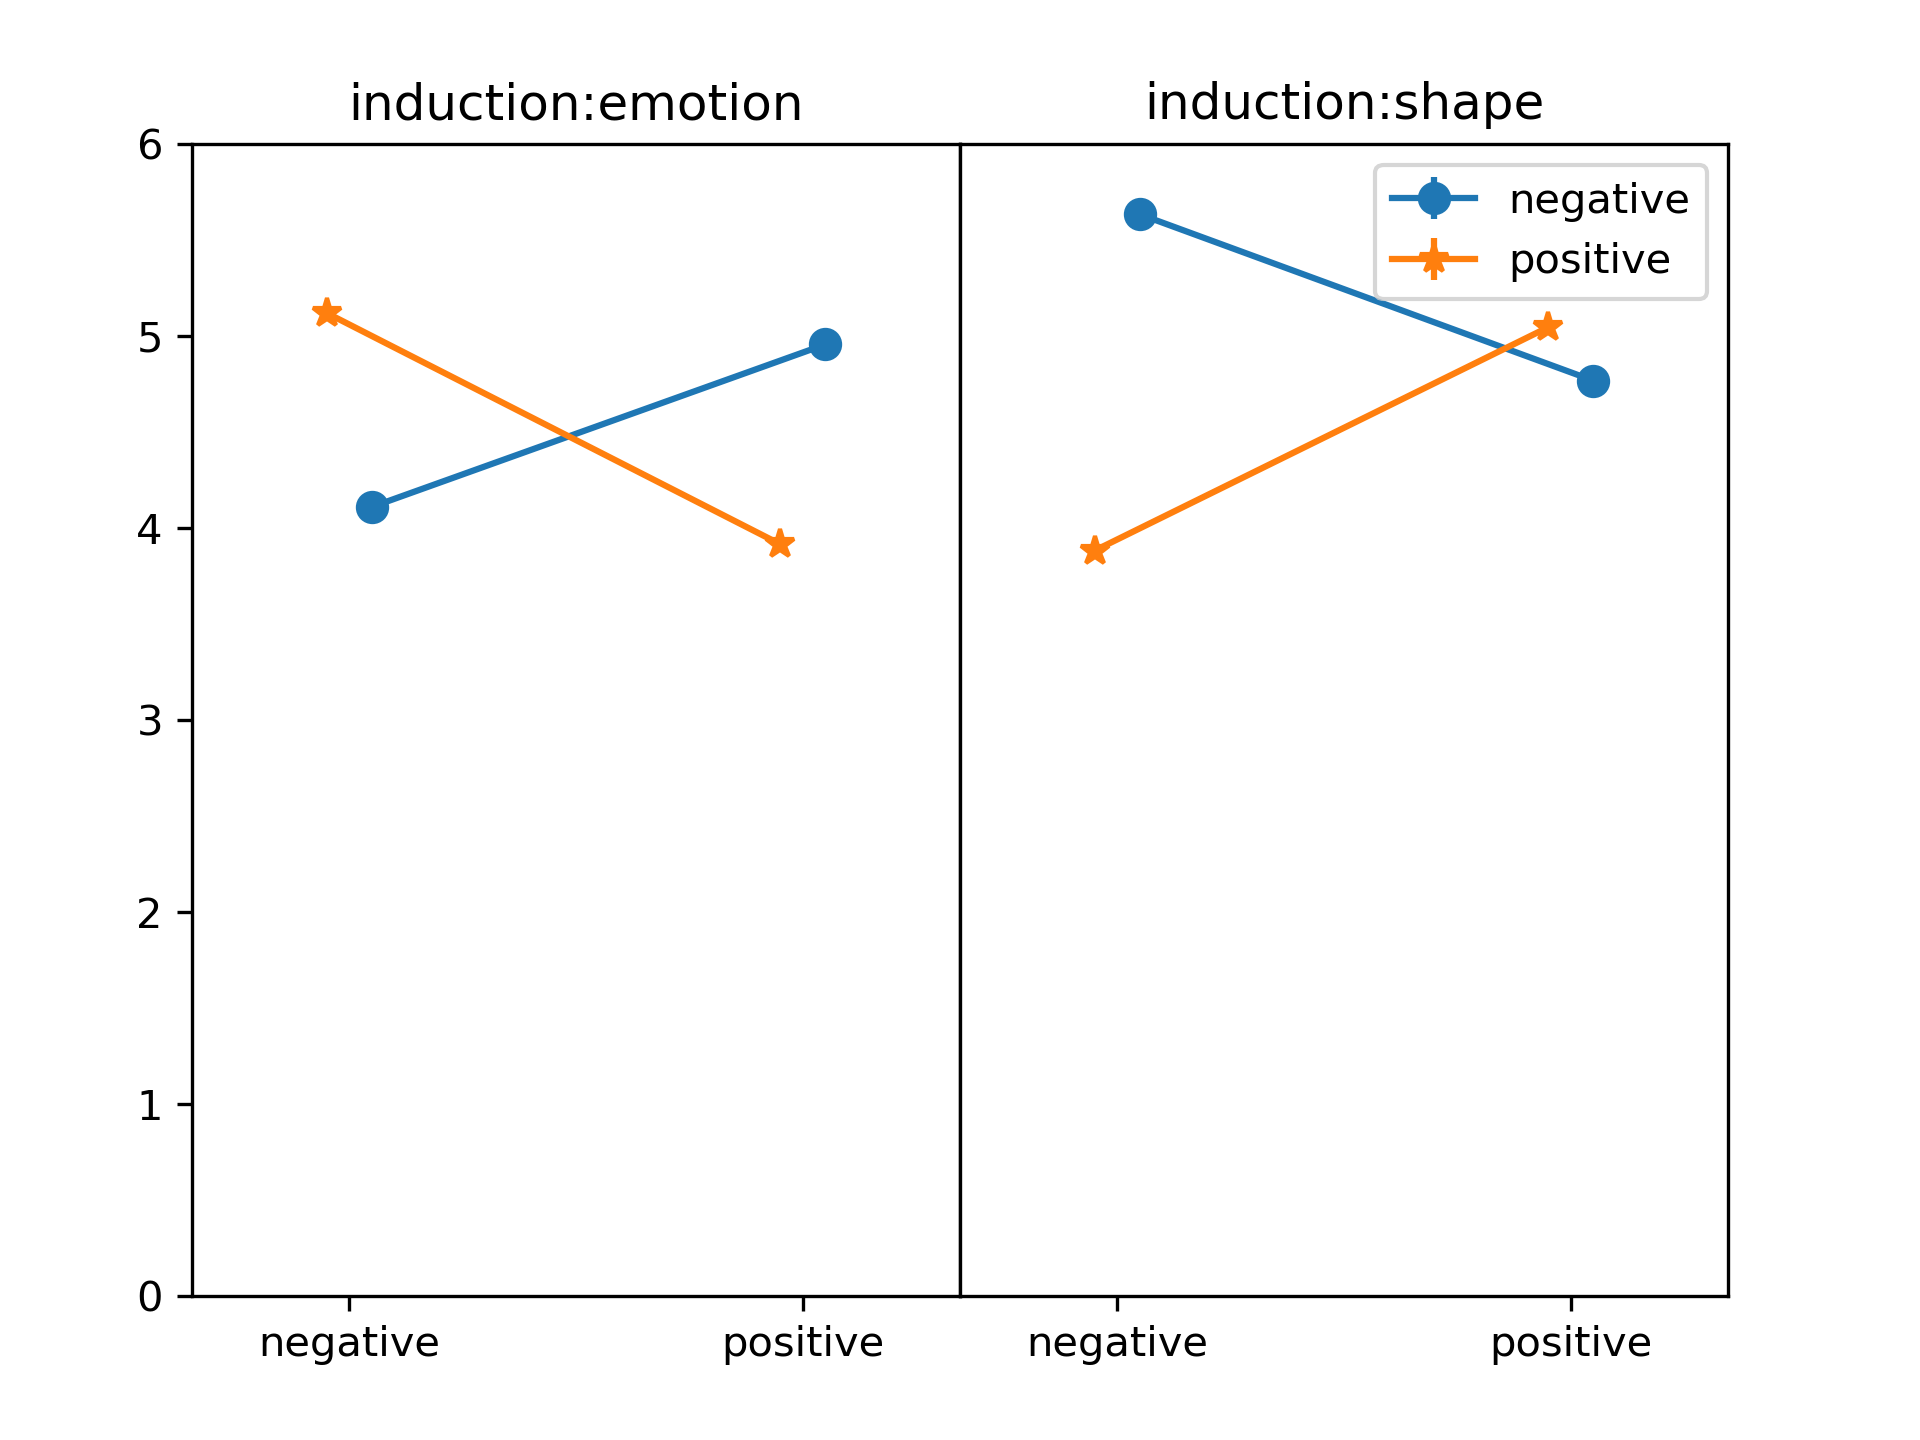 induction:emotion
induction:shape
6
5
4
3
2
1
0
negative
positive
negative
positive
negative
positive